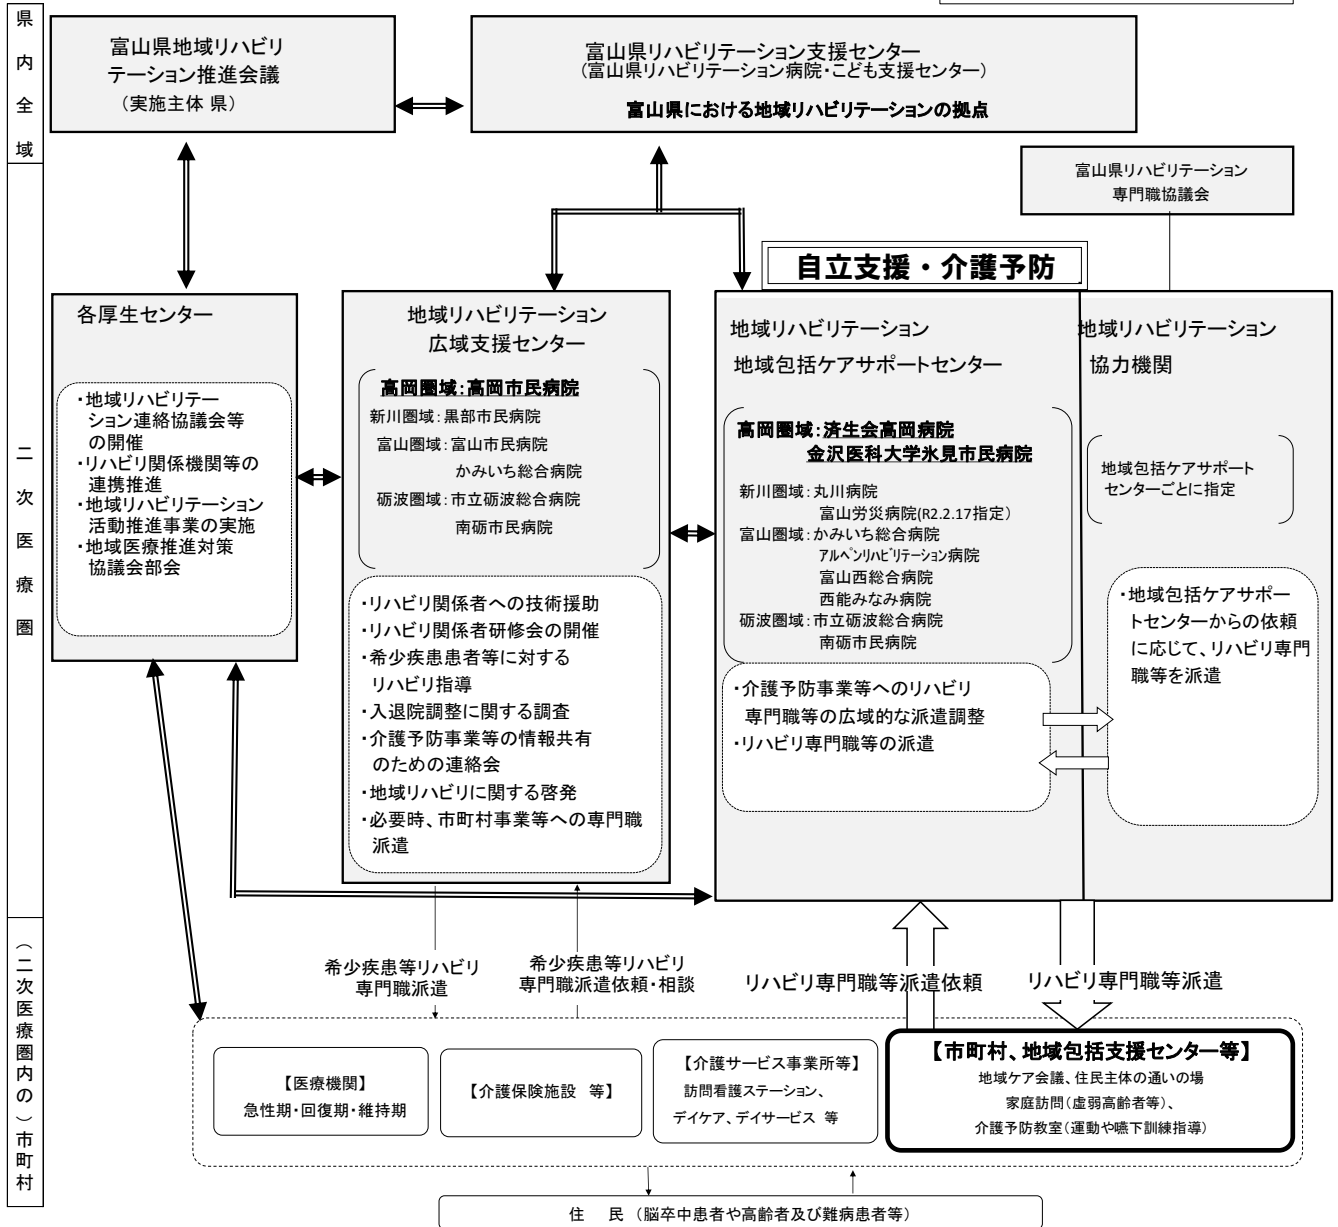 県内全域
富山県地域リハビリ
テーション推進会議
（実施主体 県）
富山県リハビリテーション支援センター
（富山県リハビリテーション病院・こども支援センター）
富山県における地域リハビリテーションの拠点
富山県リハビリテーション
専門職協議会
自立支援・介護予防
二次医療圏
各厚生センター
・地域リハビリテー
ション連絡協議会等
の開催
・リハビリ関係機関等の
連携推進
・地域リハビリテーション
活動推進事業の実施
・地域医療推進対策
協議会部会
地域リハビリテーション
広域支援センター
高岡圏域：高岡市民病院
新川圏域：黒部市民病院
富山圏域：富山市民病院
かみいち総合病院
砺波圏域：市立砺波総合病院
南砺市民病院
・リハビリ関係者への技術援助
・リハビリ関係者研修会の開催
・希少疾患患者等に対する
リハビリ指導
・入退院調整に関する調査
・介護予防事業等の情報共有
のための連絡会
・地域リハビリに関する啓発
・必要時、市町村事業等への専門職
派遣
地域リハビリテーション
地域包括ケアサポートセンター
高岡圏域：済生会高岡病院
金沢医科大学氷見市民病院
新川圏域：丸川病院
富山労災病院(R2.2.17指定）
富山圏域：かみいち総合病院
ｱﾙﾍﾟﾝﾘﾊﾋﾞﾘﾃｰｼｮﾝ病院
富山西総合病院
西能みなみ病院
砺波圏域：市立砺波総合病院
南砺市民病院
・介護予防事業等へのリハビリ
専門職等の広域的な派遣調整
・リハビリ専門職等の派遣
地域リハビリテーション
協力機関
地域包括ケアサポート
センターごとに指定
・地域包括ケアサポー
トセンターからの依頼
に応じて、リハビリ専門
職等を派遣
（二次医療圏内の）市町村
希少疾患等リハビリ
専門職派遣
希少疾患等リハビリ
専門職派遣依頼・相談
リハビリ専門職等派遣依頼
リハビリ専門職等派遣
【医療機関】
急性期・回復期・維持期
【介護保険施設 等】
【介護サービス事業所等】
訪問看護ステーション、
デイケア、デイサービス 等
【市町村、地域包括支援センター等】
地域ケア会議、住民主体の通いの場
家庭訪問（虚弱高齢者等）、
介護予防教室（運動や嚥下訓練指導）
住 民 （脳卒中患者や高齢者及び難病患者等）